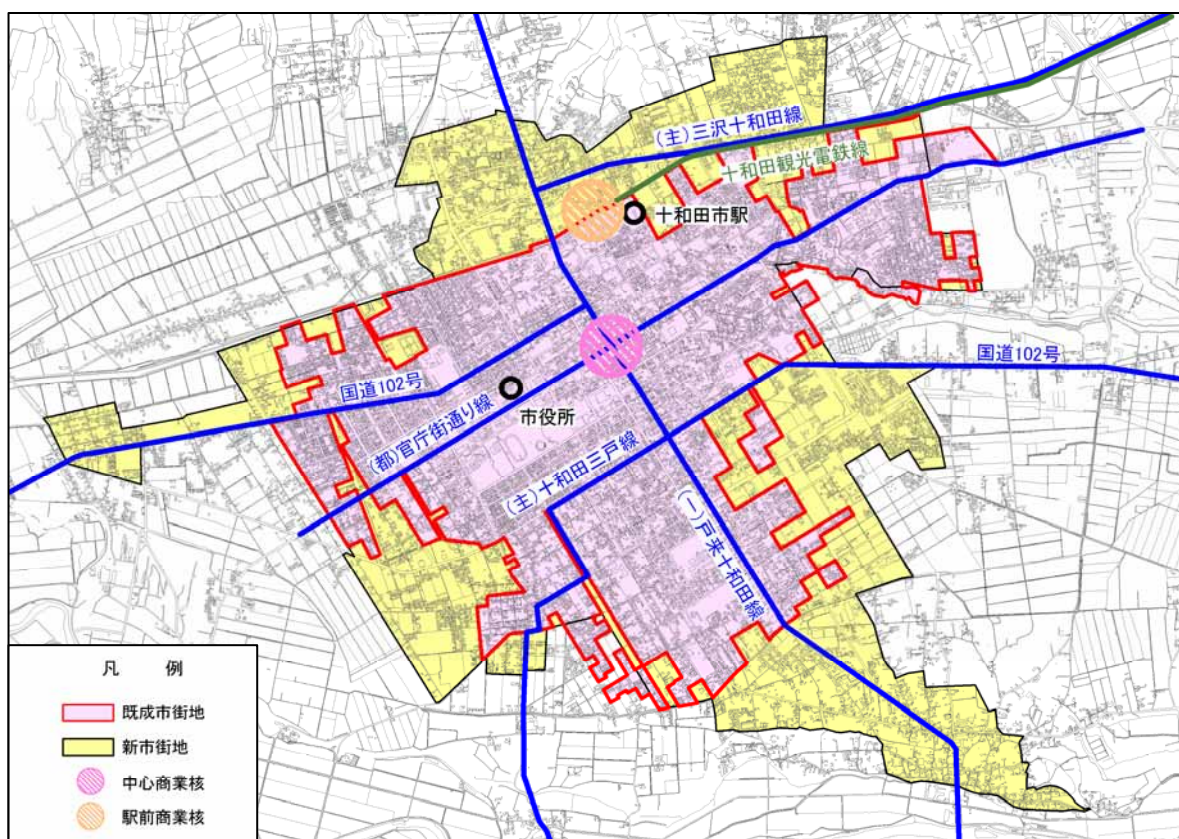 (主)三沢十和田線
十和田観光電鉄線
十和田市駅
国道102号
国道102号
市役所
(都)官庁街通り線
(主)十和田三戸線
(一)戸来十和田線
凡 例
既成市街地
新市街地
中心商業核
駅前商業核